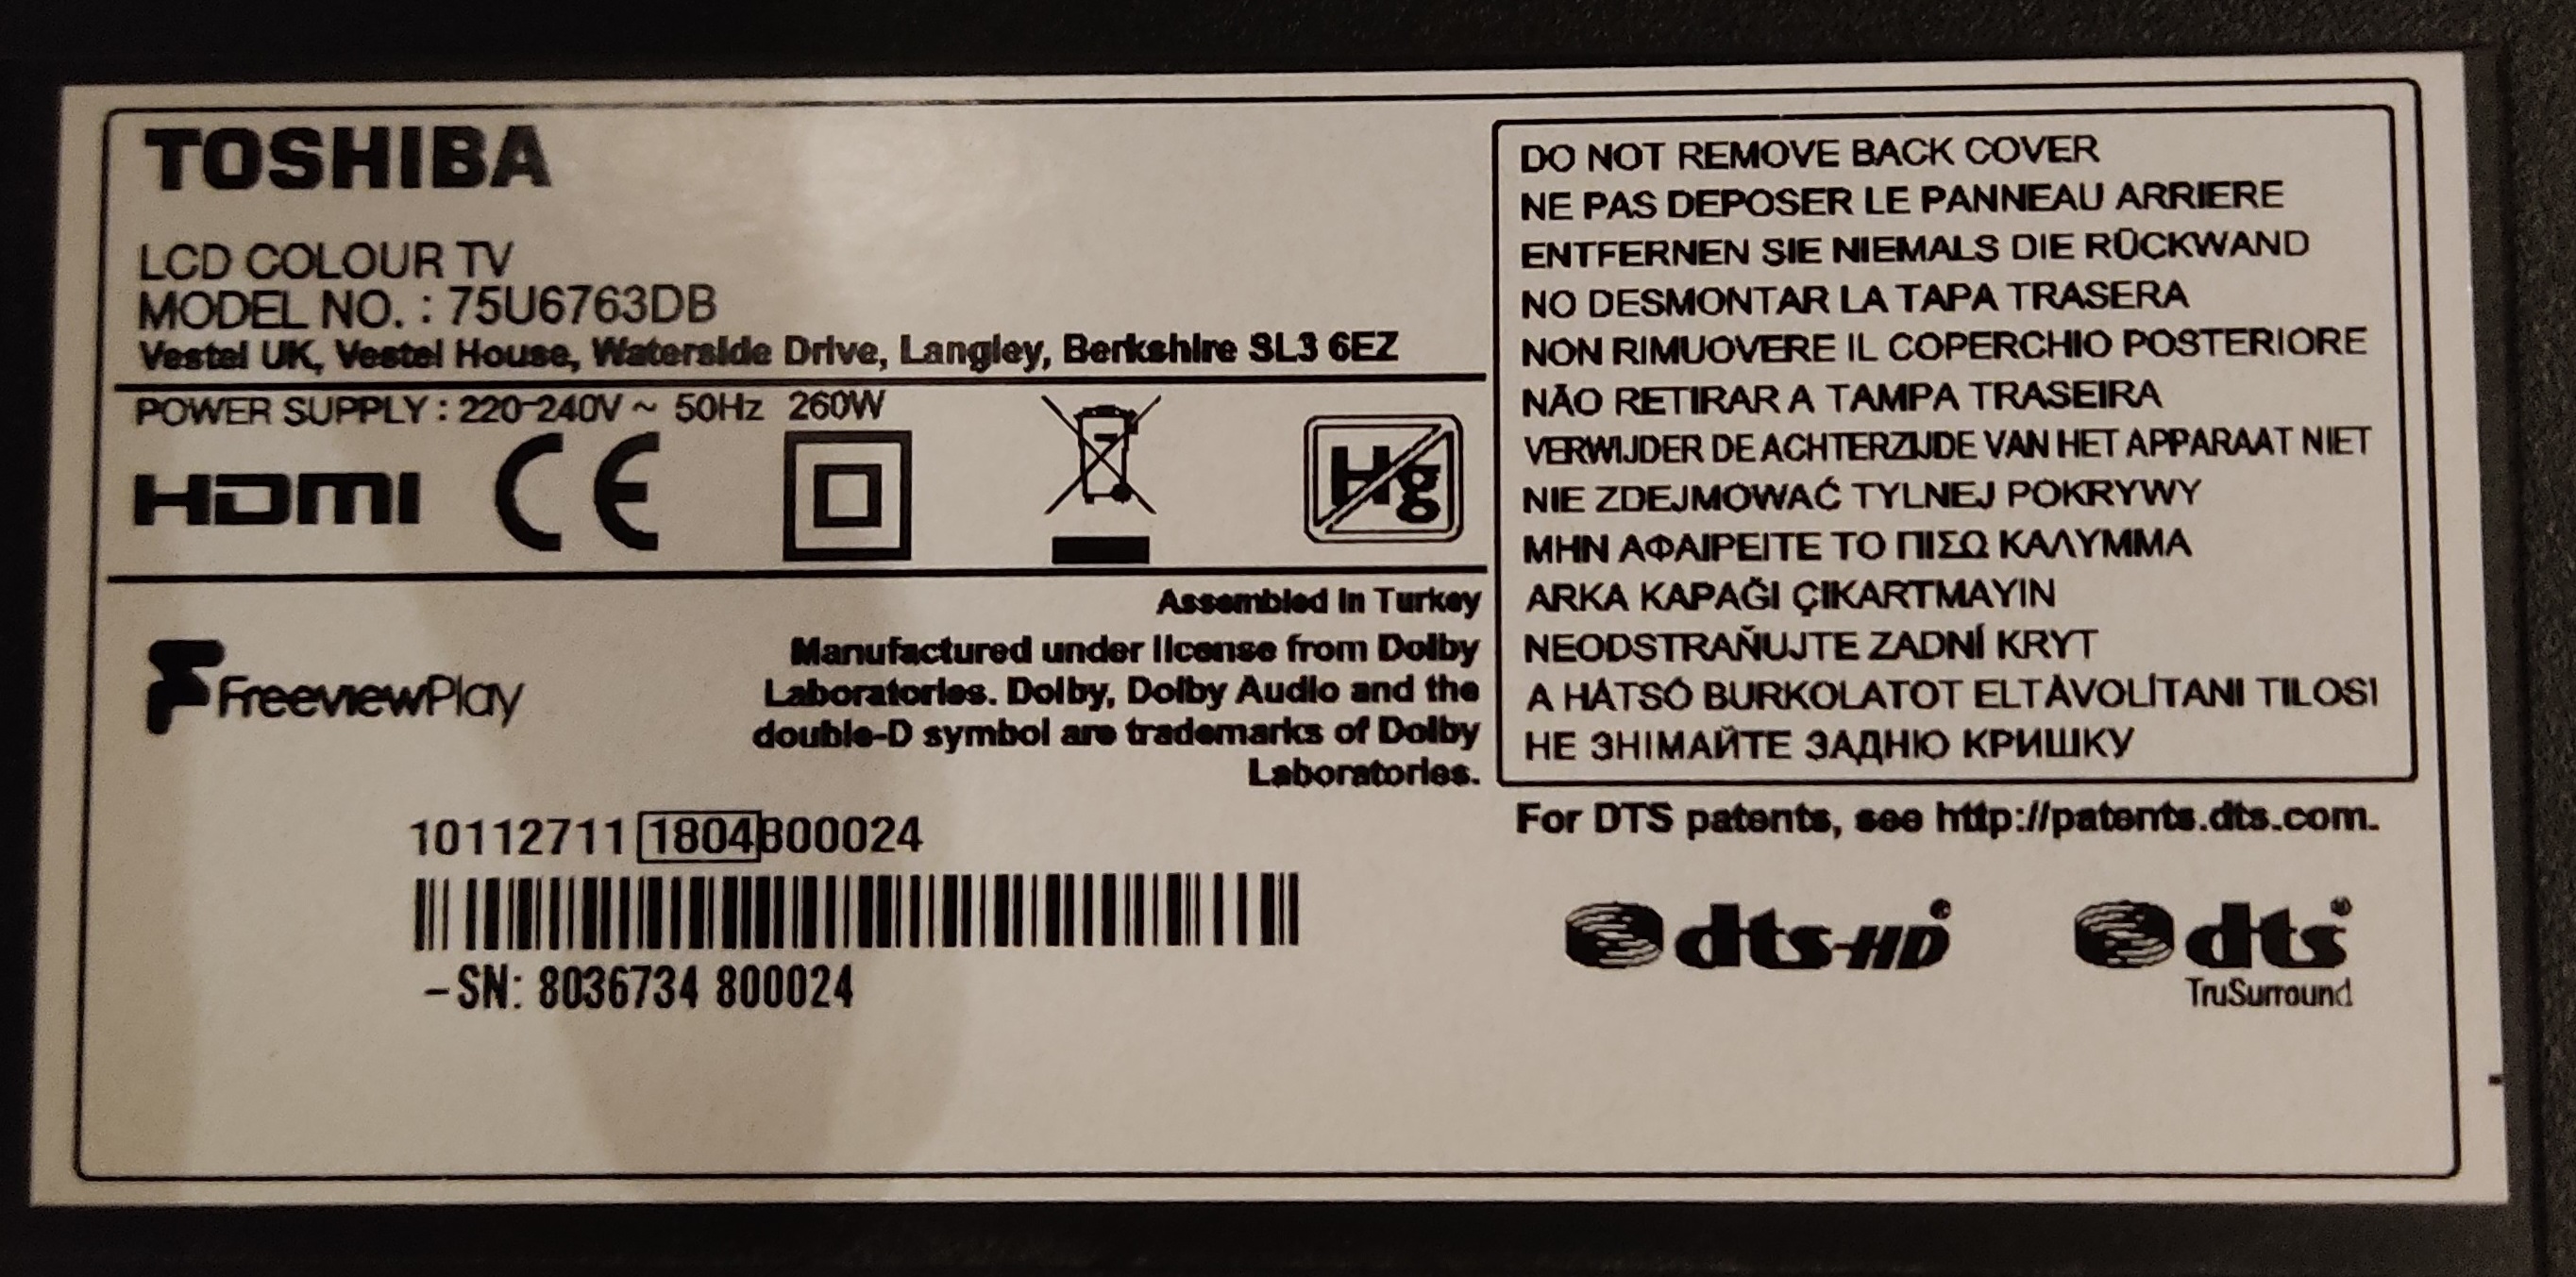 TOSHIBA
LCD COLOUR TV
MODEL NO. : 75U6763DB
Vestel UK, Vestel House, Waterside Drive, Langley, Berkshire SL3 6EZ
POWER SUPPLY : 220-240V ~ 50Hz 260W
HDMI CE Hg
Assembled in Turkey
FreeviewPlay
Manufactured under license from Dolby
Laboratories. Dolby, Dolby Audio and the
double-D symbol are trademarks of Dolby
Laboratories.
10112711 1804 800024
-SN: 8036734 800024
DO NOT REMOVE BACK COVER
NE PAS DEPOSER LE PANNEAU ARRIERE
ENTFERNEN SIE NIEMALS DIE RÜCKWAND
NO DESMONTAR LA TAPA TRASERA
NON RIMUOVERE IL COPERCHIO POSTERIORE
NÃO RETIRAR A TAMPA TRASEIRA
VERWIJDER DE ACHTERZIJDE VAN HET APPARAAT NIET
NIE ZDEJMOWAĆ TYLNEJ POKRYWY
ΜΗΝ ΑΦΑΙΡΕΙΤΕ ΤΟ ΠΙΣΩ ΚΑΛΥΜΜΑ
ARKA KAPAĞI ÇIKARTMAYIN
NEODSTRAŇUJTE ZADNÍ KRYT
A HÁTSÓ BURKOLATOT ELTÁVOLÍTANI TILOSI
НЕ ЗНІМАЙТЕ ЗАДНЮ КРИШКУ
For DTS patents, see http://patents.dts.com.
dts-HD®
dts®
TruSurround